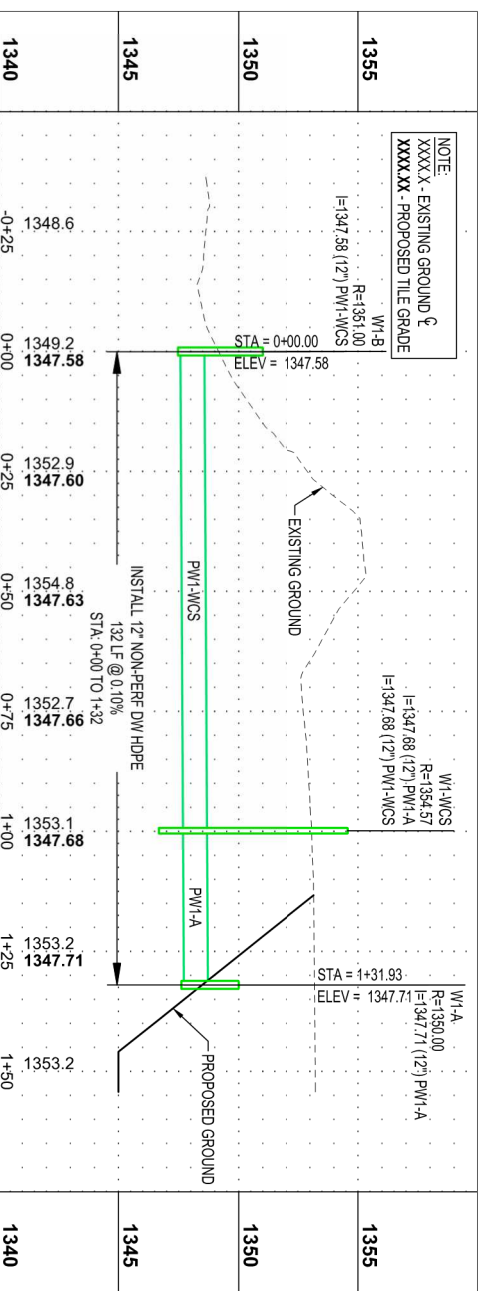 NOTE:
XXXX.X - EXISTING GROUND ℄
XXXX.XX - PROPOSED TILE GRADE
W1-B
R=1351.00
I=1347.58 (12") PW1-WCS
STA = 0+00.00
ELEV = 1347.58
EXISTING GROUND
W1-WCS
R=1354.57
I=1347.68 (12") PW1-A
I=1347.68 (12") PW1-WCS
W1-A
R=1350.00
I=1347.71 (12") PW1-A
STA = 1+31.93
ELEV = 1347.71
PW1-WCS
PW1-A
PROPOSED GROUND
INSTALL 12" NON-PERF DW HDPE
132 LF @ 0.10%
STA: 0+00 TO 1+32
1355
1350
1345
1340
1355
1350
1345
1340
1348.6
1349.2
1347.58
1352.9
1347.60
1354.8
1347.63
1352.7
1347.66
1353.1
1347.68
1353.2
1347.71
1353.2
-0+25
0+00
0+25
0+50
0+75
1+00
1+25
1+50